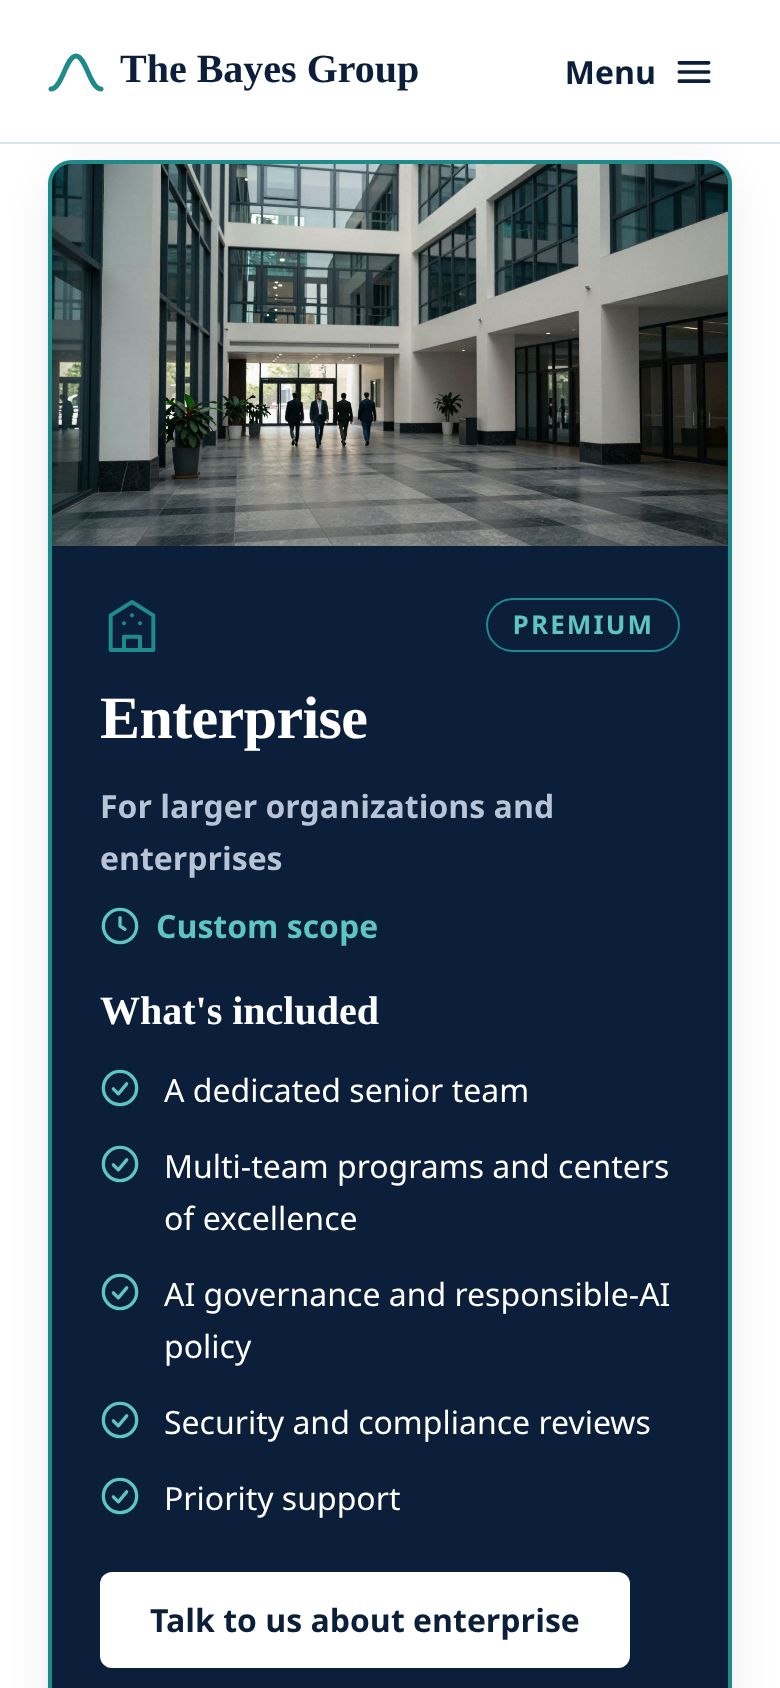 The Bayes Group
Menu
PREMIUM
Enterprise
For larger organizations and
enterprises
Custom scope
What's included
A dedicated senior team
Multi-team programs and centers
of excellence
AI governance and responsible-AI
policy
Security and compliance reviews
Priority support
Talk to us about enterprise